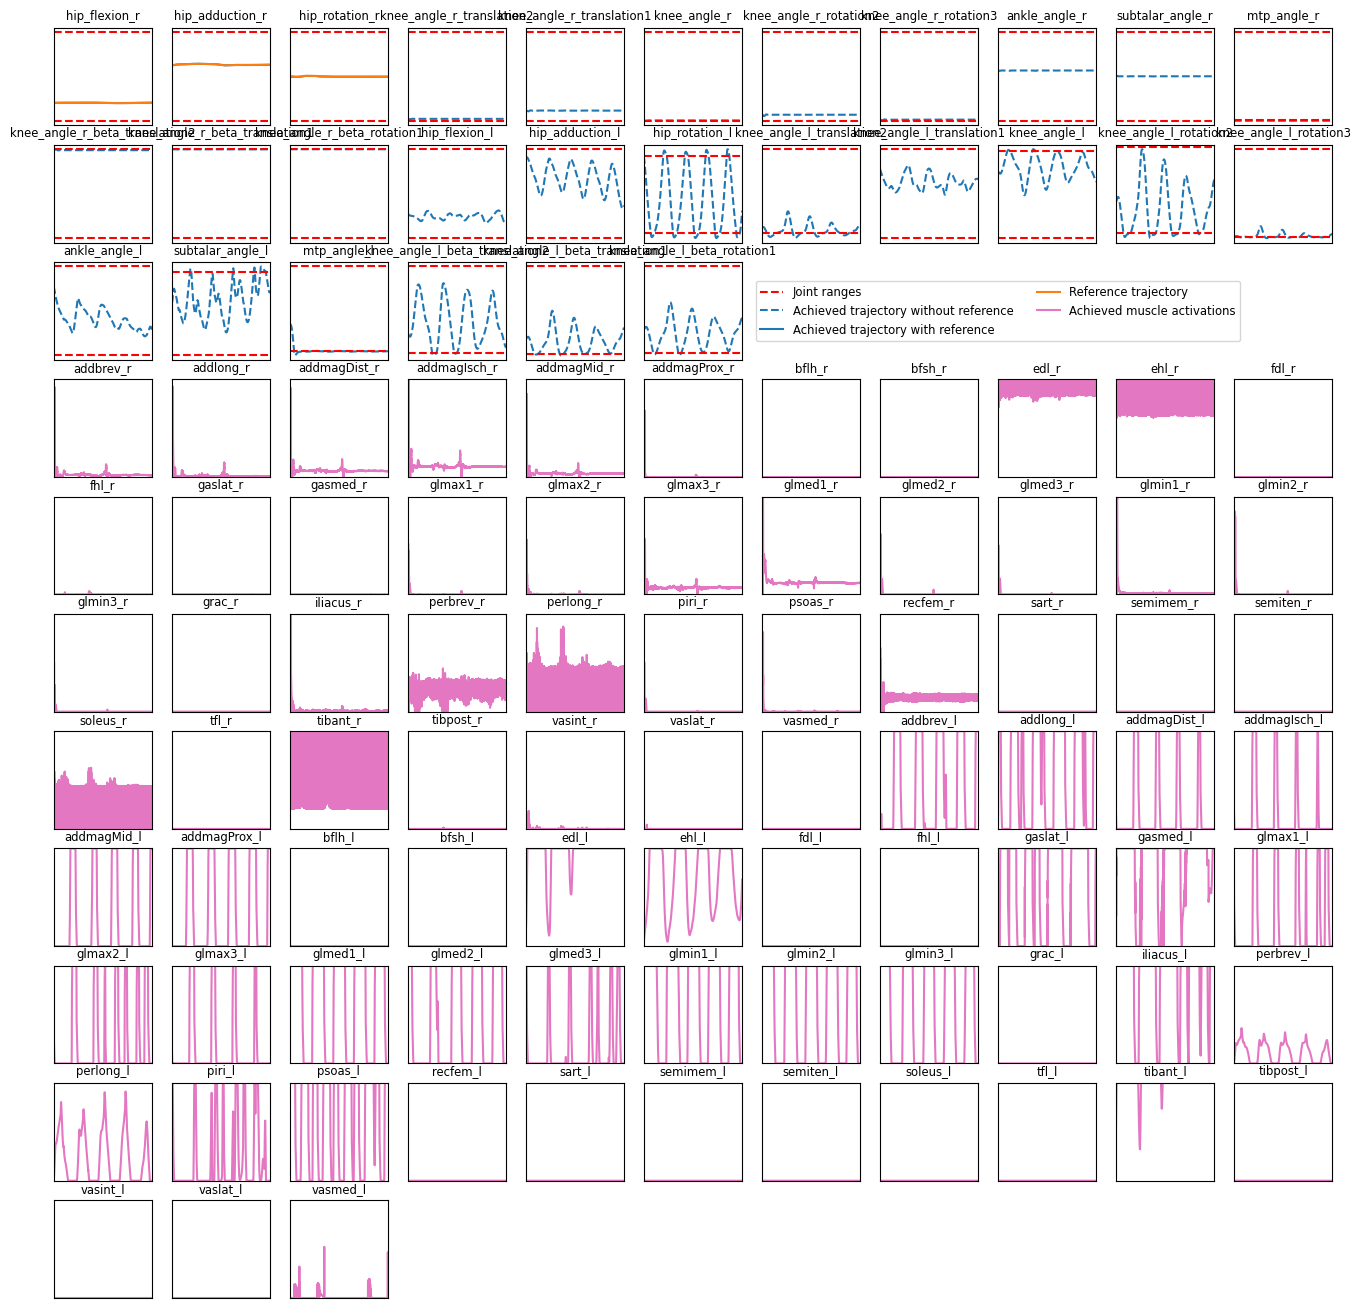 hip_flexion_r hip_adduction_r hip_rotation_r knee_angle_r_translation2 knee_angle_r_translation1 knee_angle_r knee_angle_r_rotation2 knee_angle_r_rotation3 ankle_angle_r subtalar_angle_r mtp_angle_r
knee_angle_r_beta_translation2 knee_angle_r_beta_translation1 knee_angle_r_beta_rotation1 hip_flexion_l hip_adduction_l hip_rotation_l knee_angle_l_translation2 knee_angle_l_translation1 knee_angle_l knee_angle_l_rotation2 knee_angle_l_rotation3
ankle_angle_l subtalar_angle_l mtp_angle_l knee_angle_l_beta_translation2 knee_angle_l_beta_translation1 knee_angle_l_beta_rotation1
Joint ranges
Achieved trajectory without reference
Achieved trajectory with reference
Reference trajectory
Achieved muscle activations
addbrev_r addlong_r addmagDist_r addmagIsch_r addmagMid_r addmagProx_r bflh_r bfsh_r edl_r ehl_r fdl_r
fhl_r gaslat_r gasmed_r glmax1_r glmax2_r glmax3_r glmed1_r glmed2_r glmed3_r glmin1_r glmin2_r
glmin3_r grac_r iliacus_r perbrev_r perlong_r piri_r psoas_r recfem_r sart_r semimem_r semiten_r
soleus_r tfl_r tibant_r tibpost_r vasint_r vaslat_r vasmed_r addbrev_l addlong_l addmagDist_l addmagIsch_l
addmagMid_l addmagProx_l bflh_l bfsh_l edl_l ehl_l fdl_l fhl_l gaslat_l gasmed_l glmax1_l
glmax2_l glmax3_l glmed1_l glmed2_l glmed3_l glmin1_l glmin2_l glmin3_l grac_l iliacus_l perbrev_l
perlong_l piri_l psoas_l recfem_l sart_l semimem_l semiten_l soleus_l tfl_l tibant_l tibpost_l
vasint_l vaslat_l vasmed_l